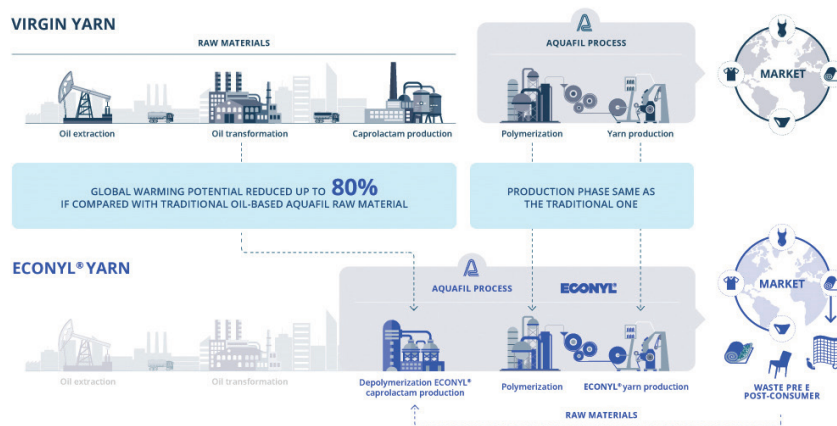 VIRGIN YARN
RAW MATERIALS
Oil extraction
Oil transformation
Caprolactam production
AQUAFIL PROCESS
Polymerization
Yarn production
MARKET
GLOBAL WARMING POTENTIAL REDUCED UP TO 80%
IF COMPARED WITH TRADITIONAL OIL-BASED AQUAFIL RAW MATERIAL
PRODUCTION PHASE SAME AS
THE TRADITIONAL ONE
ECONYL® YARN
Oil extraction
Oil transformation
AQUAFIL PROCESS
ECONYL®
Depolymerization ECONYL®
caprolactam production
Polymerization
ECONYL® yarn production
MARKET
WASTE PRE E
POST-CONSUMER
RAW MATERIALS